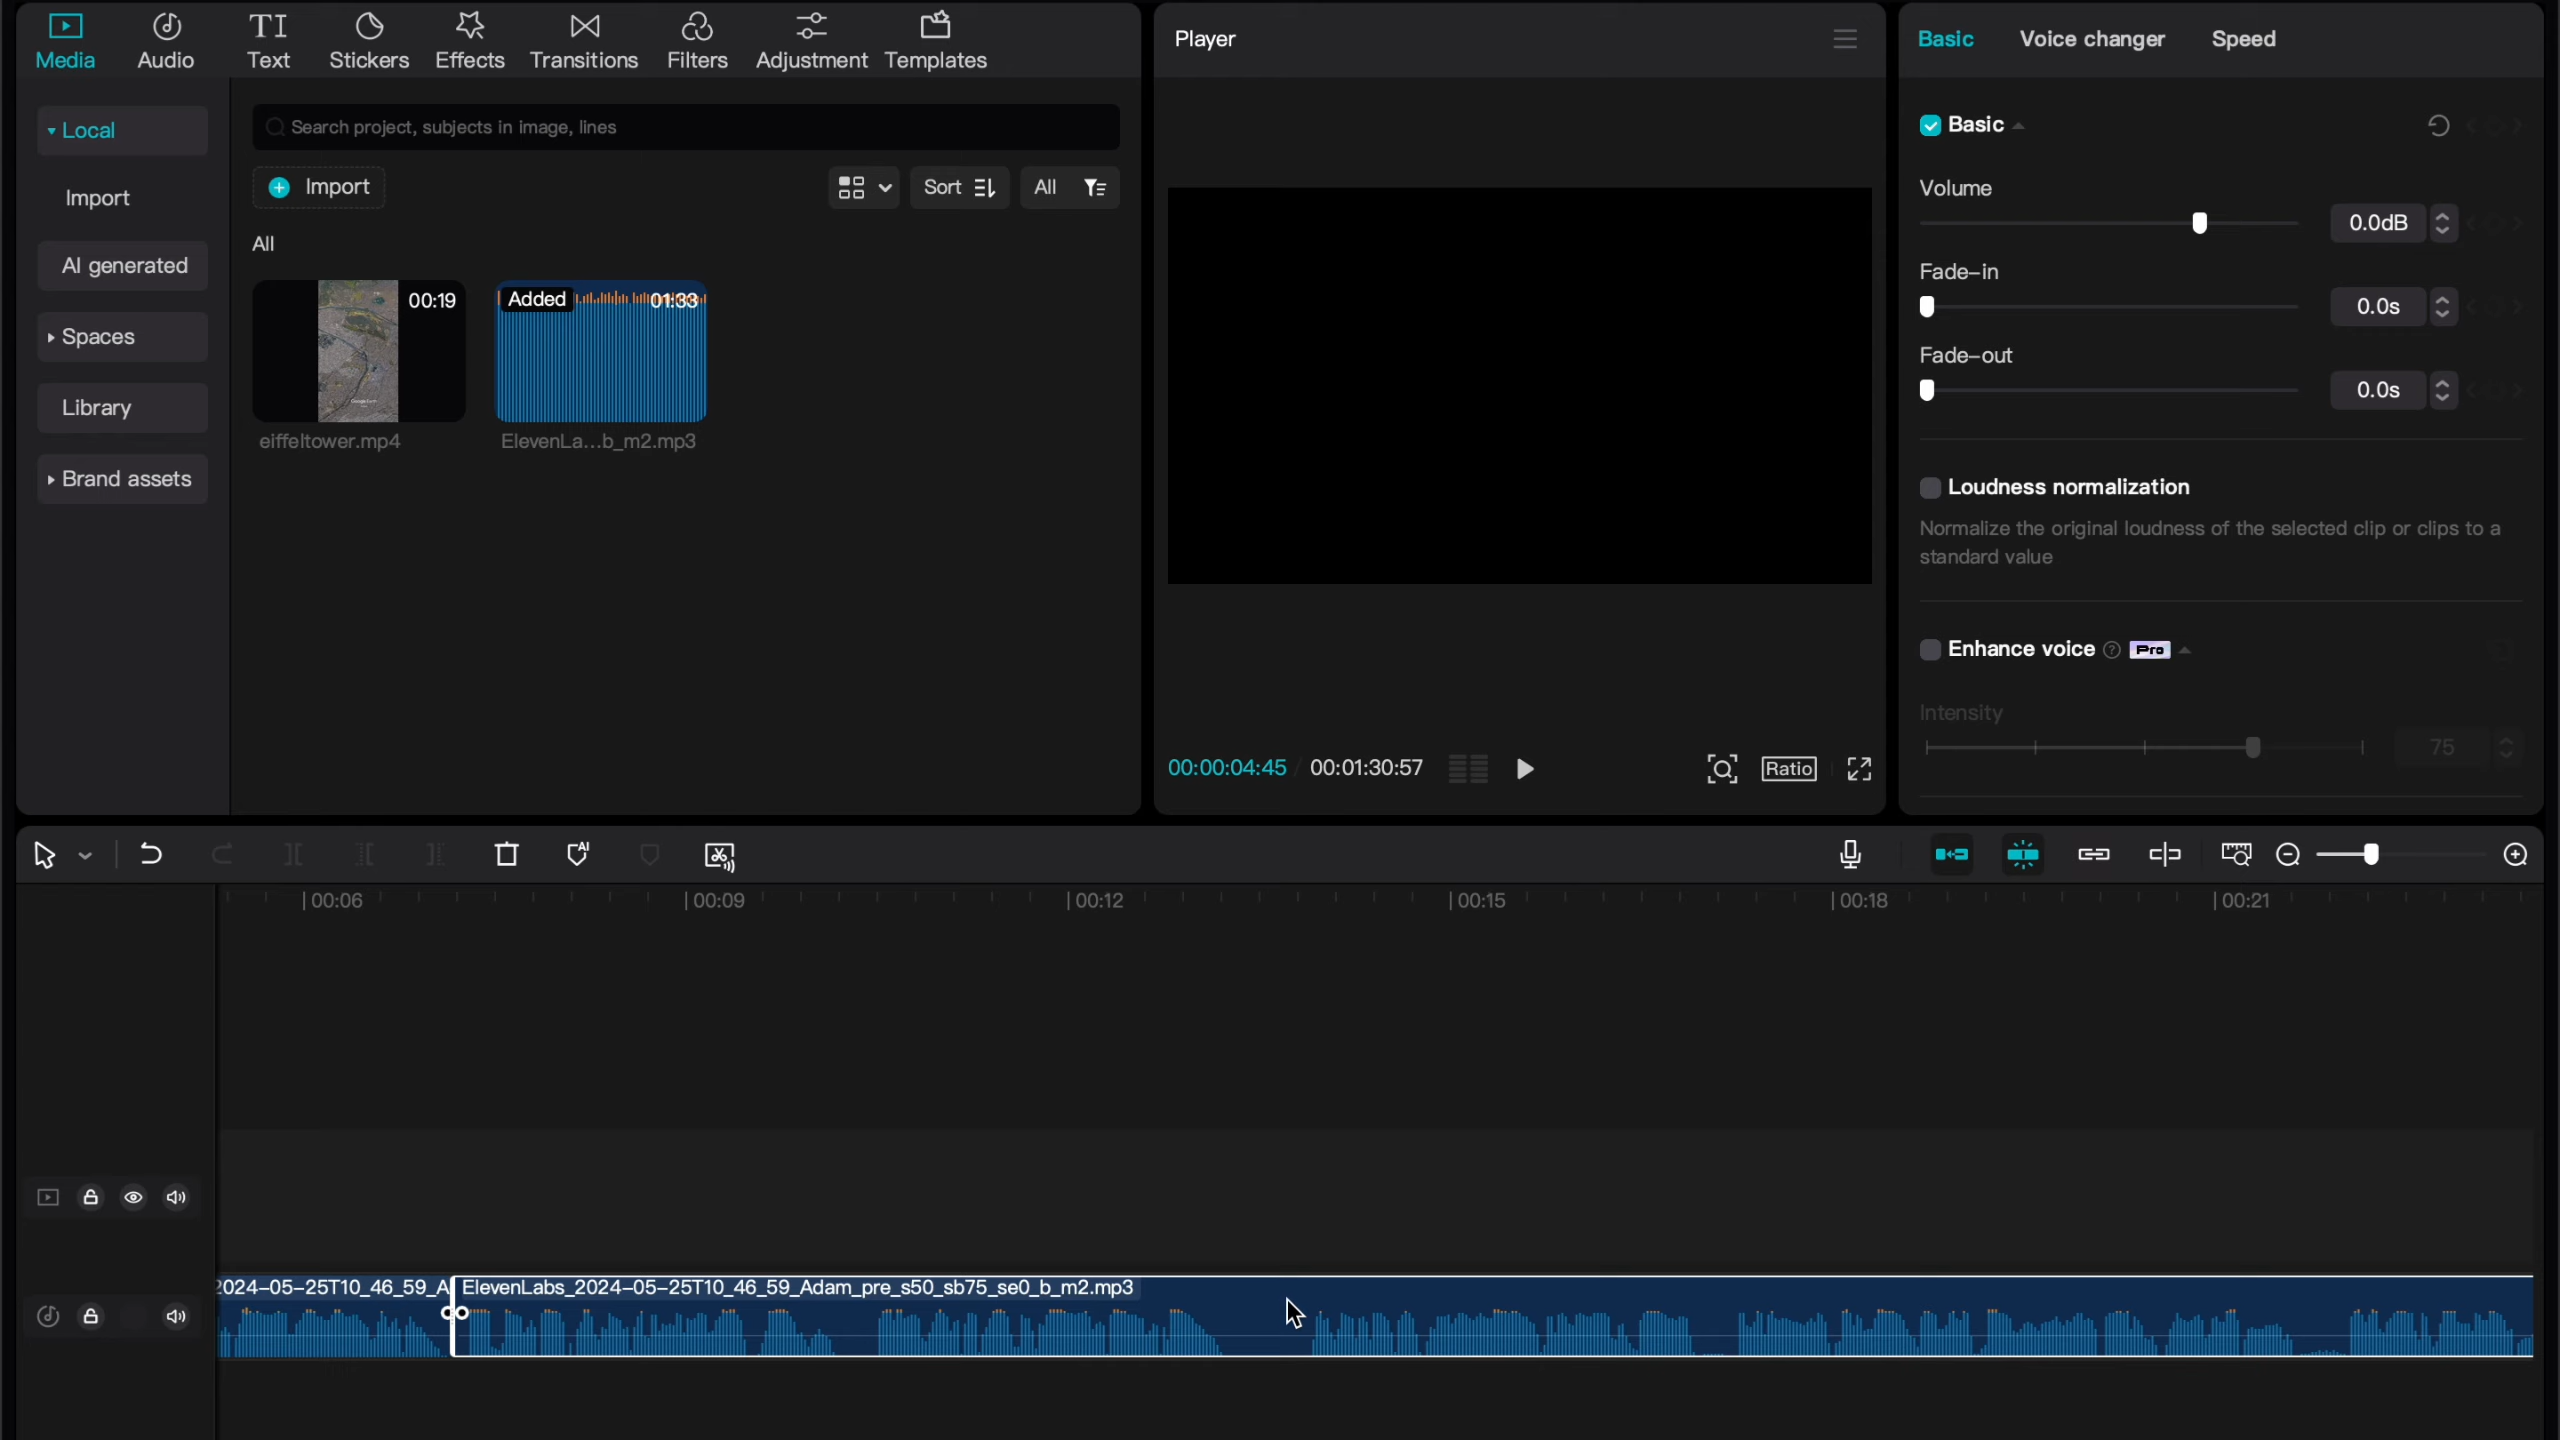 Media
Audio
Text
Stickers
Effects
Transitions
Filters
Adjustment
Templates
Local
Import
AI generated
Spaces
Library
Brand assets
Search project, subjects in image, lines
Import
Sort
All
All
00:19
eiffeltower.mp4
Added
01:33
ElevenLa...b_m2.mp3
Player
00:00:04:45 / 00:01:30:57
Ratio
Basic
Voice changer
Speed
Basic
Volume
0.0dB
Fade-in
0.0s
Fade-out
0.0s
Loudness normalization
Normalize the original loudness of the selected clip or clips to a
standard value
Enhance voice
Pro
Intensity
75
AI
00:06
00:09
00:12
00:15
00:18
00:21
2024-05-25T10_46_59_A
ElevenLabs_2024-05-25T10_46_59_Adam_pre_s50_sb75_se0_b_m2.mp3